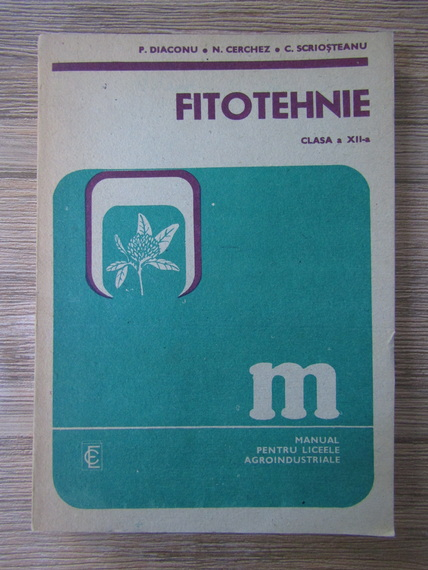 P. DIACONU • N. CERCHEZ • C. SCRIOȘTEANU
FITOTEHNIE
CLASA a XII-a
m
MANUAL
PENTRU LICEELE
AGROINDUSTRIALE